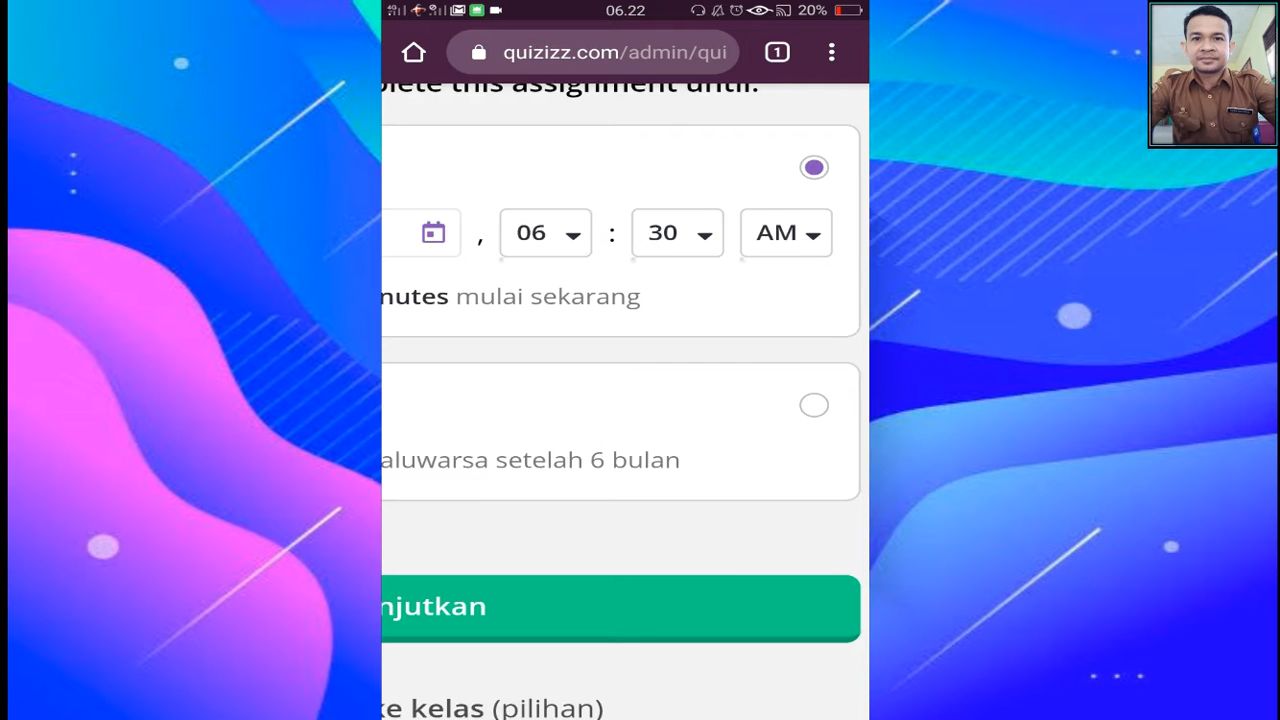 06.22
20%
quizizz.com/admin/qui
1
this assignment until:
, 06 : 30 AM
nutes mulai sekarang
aluwarsa setelah 6 bulan
njutkan
ke kelas (pilihan)